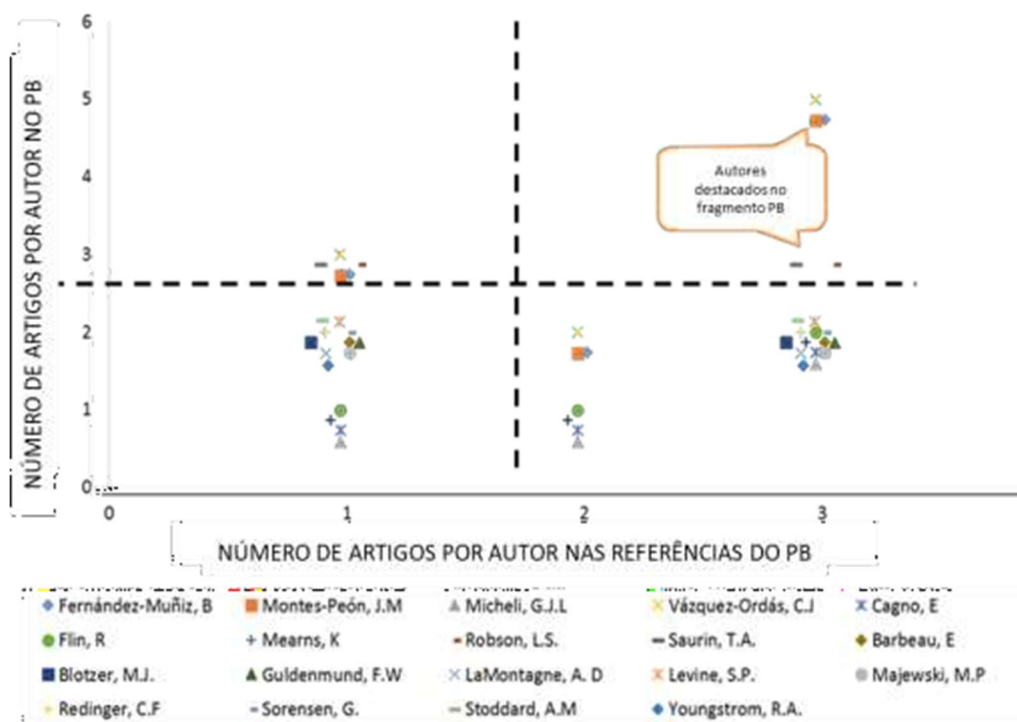 NÚMERO DE ARTIGOS POR AUTOR NO PB
6
5
4
3
2
1
0
Autores
destacados no
fragmento PB
0 1 2 3
NÚMERO DE ARTIGOS POR AUTOR NAS REFERÊNCIAS DO PB
Fernández-Muñiz, B Montes-Peón, J.M Micheli, G.J.L Vázquez-Ordás, C.J Cagno, E
Flin, R Mearns, K Robson, L.S. Saurin, T.A. Barbeau, E
Blotzer, M.J. Guldenmund, F.W LaMontagne, A. D Levine, S.P. Majewski, M.P
Redinger, C.F Sorensen, G. Stoddard, A.M Youngstrom, R.A.